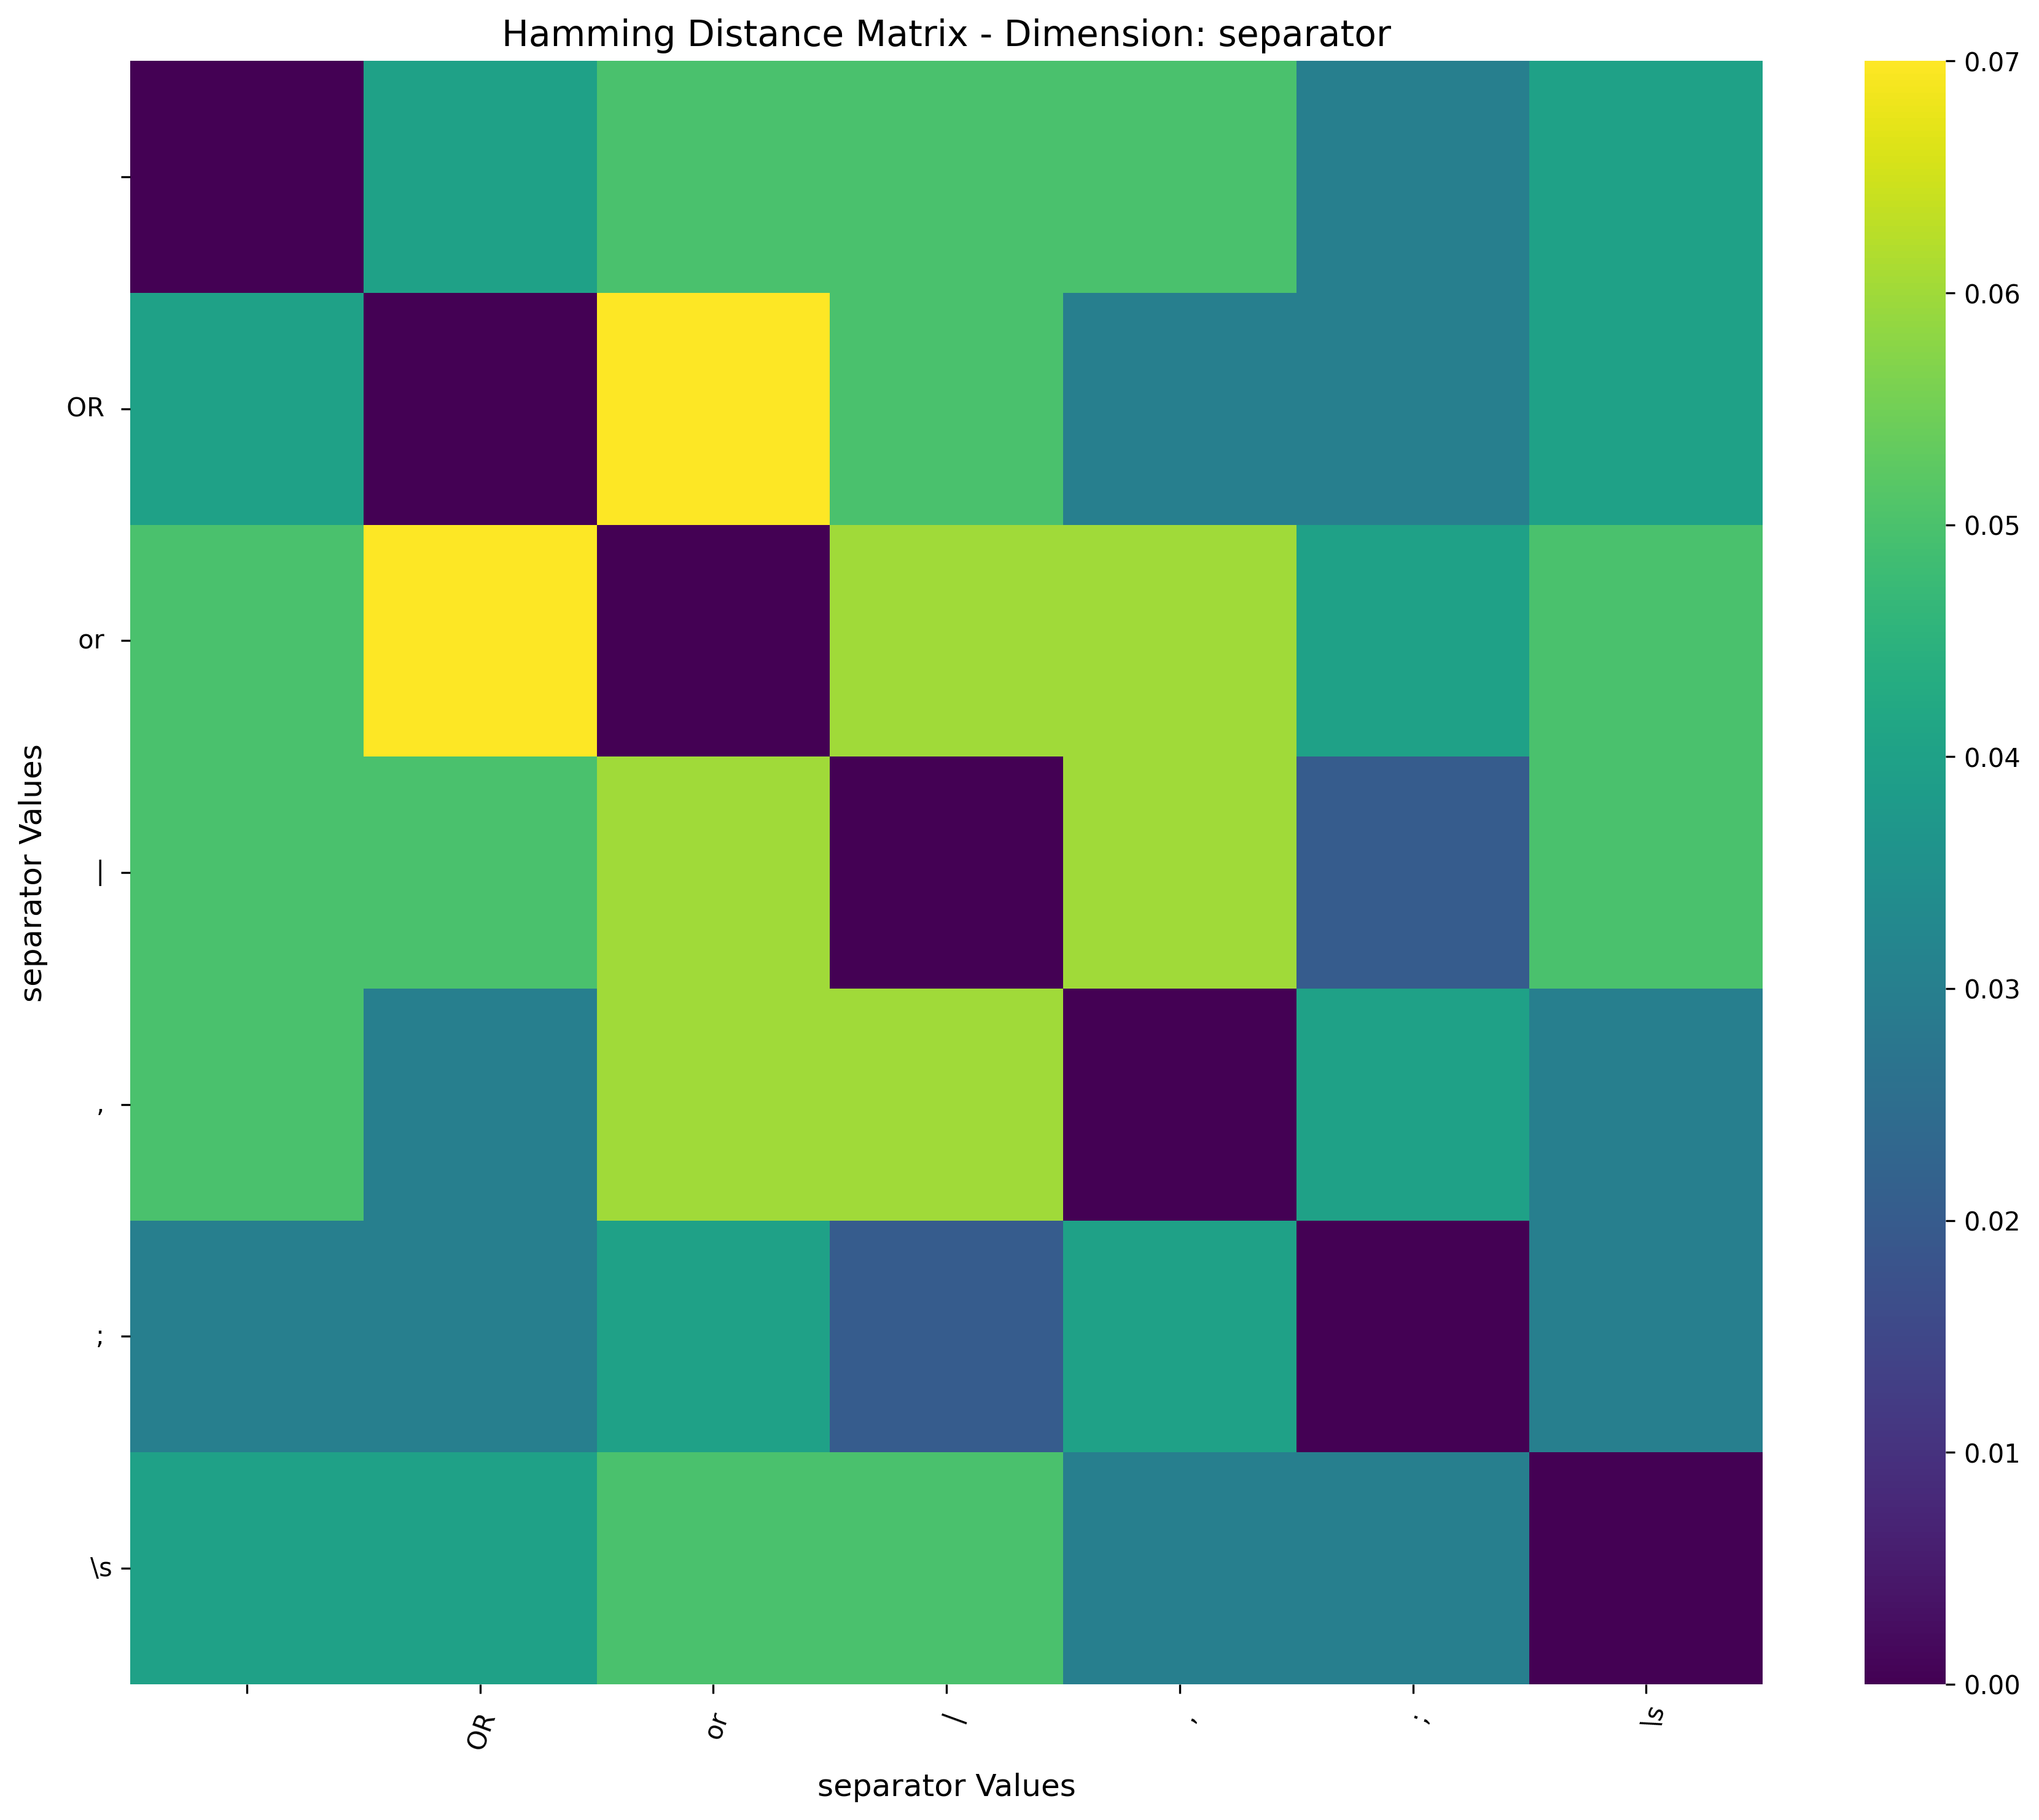 Hamming Distance Matrix - Dimension: separator
separator Values
OR
or
|
,
;
\s
OR
or
|
,
;
\s
separator Values
0.07
0.06
0.05
0.04
0.03
0.02
0.01
0.00